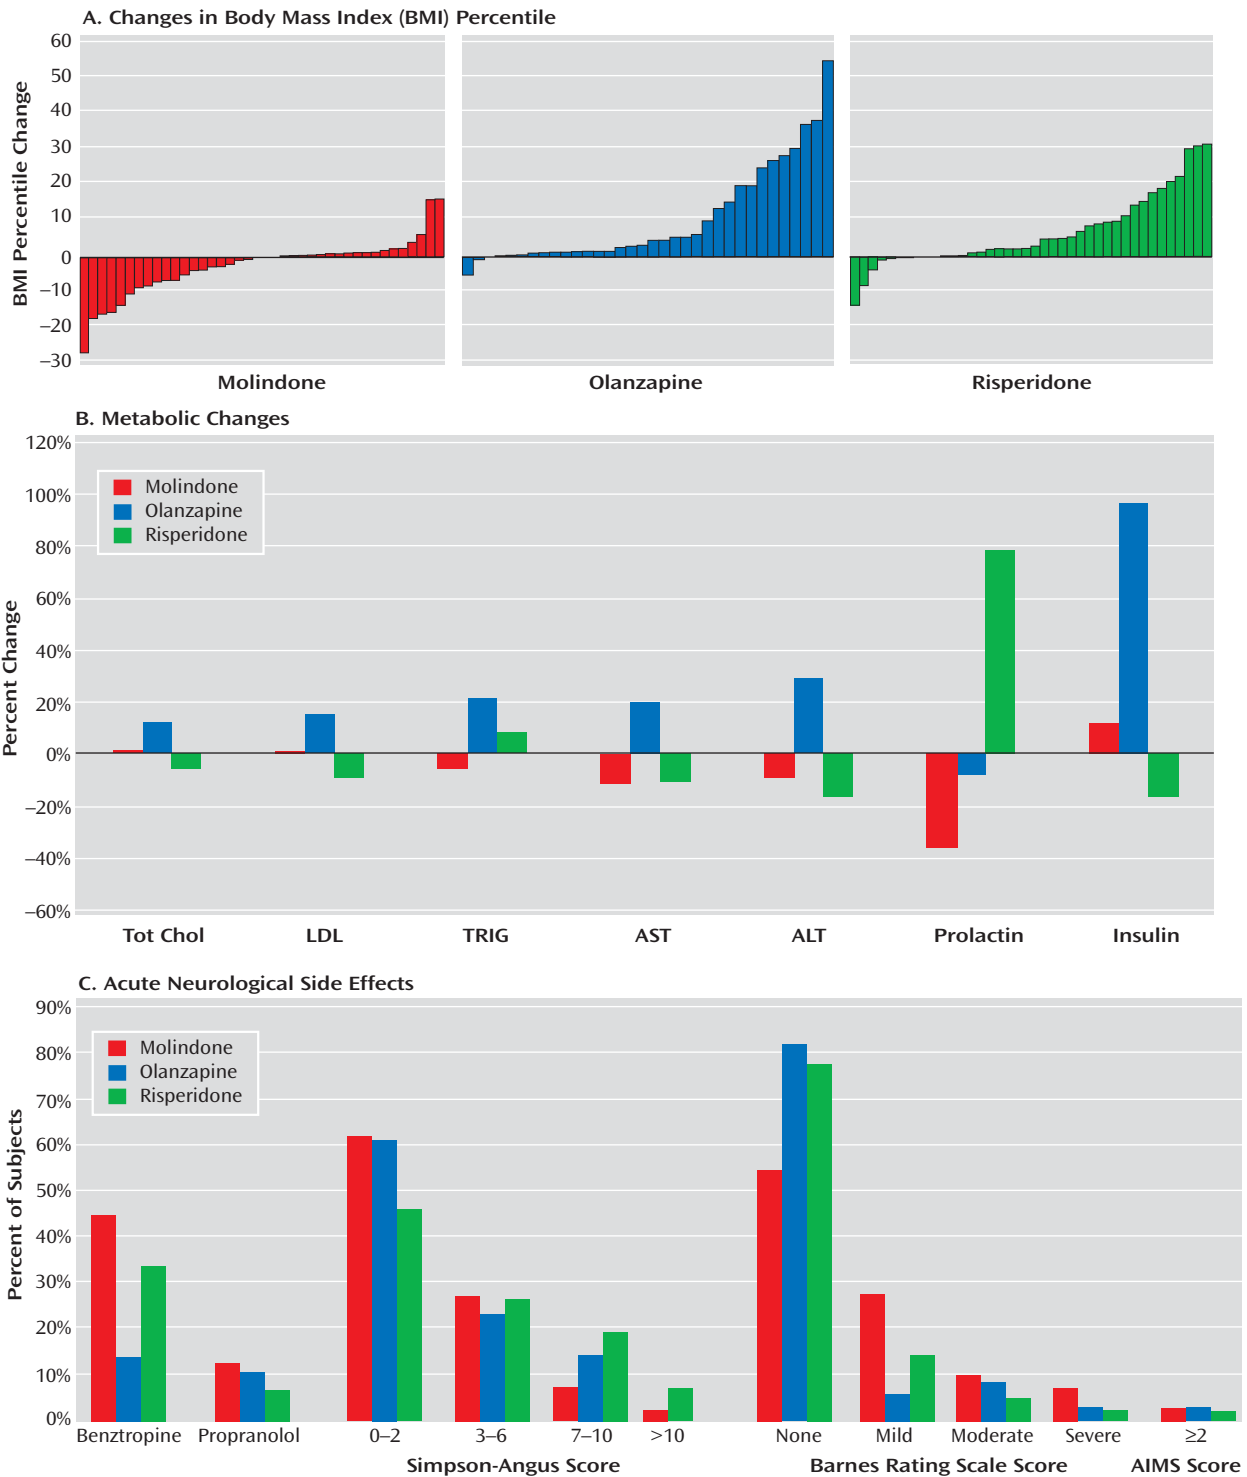 A. Changes in Body Mass Index (BMI) Percentile
BMI Percentile Change
60
50
40
30
20
10
0
–10
–20
–30
Molindone Olanzapine Risperidone
B. Metabolic Changes
Percent Change
120%
100%
80%
60%
40%
20%
0%
–20%
–40%
–60%
Molindone
Olanzapine
Risperidone
Tot Chol LDL TRIG AST ALT Prolactin Insulin
C. Acute Neurological Side Effects
Percent of Subjects
90%
80%
70%
60%
50%
40%
30%
20%
10%
0%
Molindone
Olanzapine
Risperidone
Benztropine Propranolol 0–2 3–6 7–10 >10 None Mild Moderate Severe ≥2
Simpson-Angus Score Barnes Rating Scale Score AIMS Score